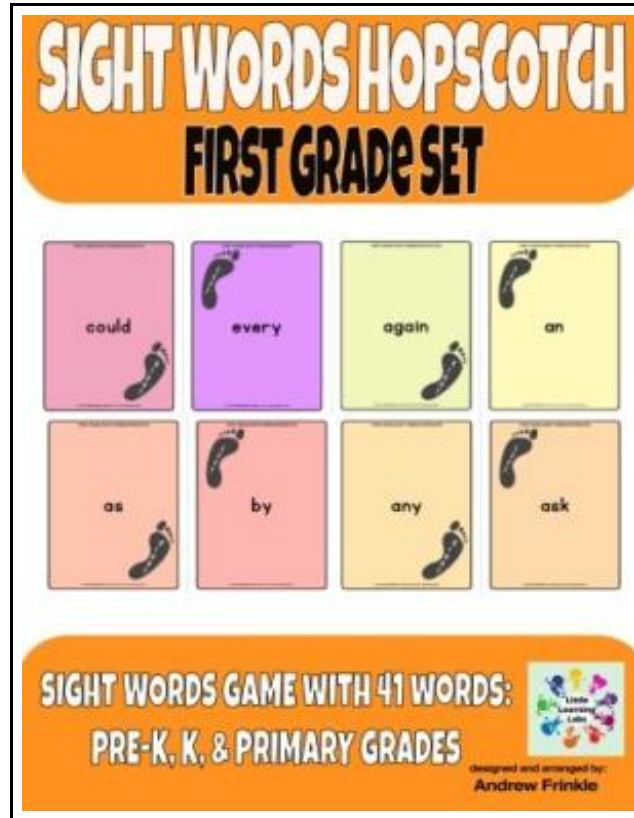 SIGHT WORDS HOPSCOTCH
FIRST GRADe SeT
could
every
again
an
as
by
any
ask
SIGHT WORDS GAME WITH 41 WORDS:
PRE-K, K, & PRIMARY GRADES
Little
Learning
Labs
designed and arranged by:
Andrew Frinkle